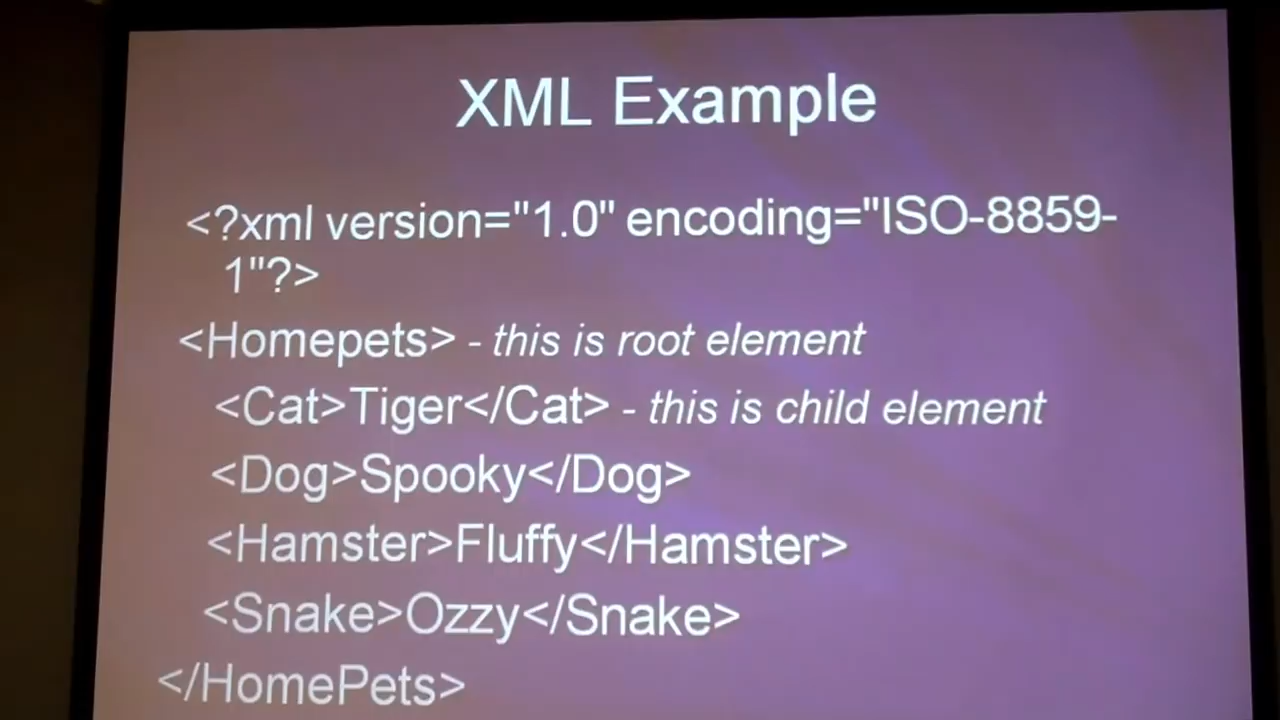 XML Example
<?xml version="1.0" encoding="ISO-8859-
1"?>
<Homepets> - this is root element
<Cat>Tiger</Cat> - this is child element
<Dog>Spooky</Dog>
<Hamster>Fluffy</Hamster>
<Snake>Ozzy</Snake>
</HomePets>